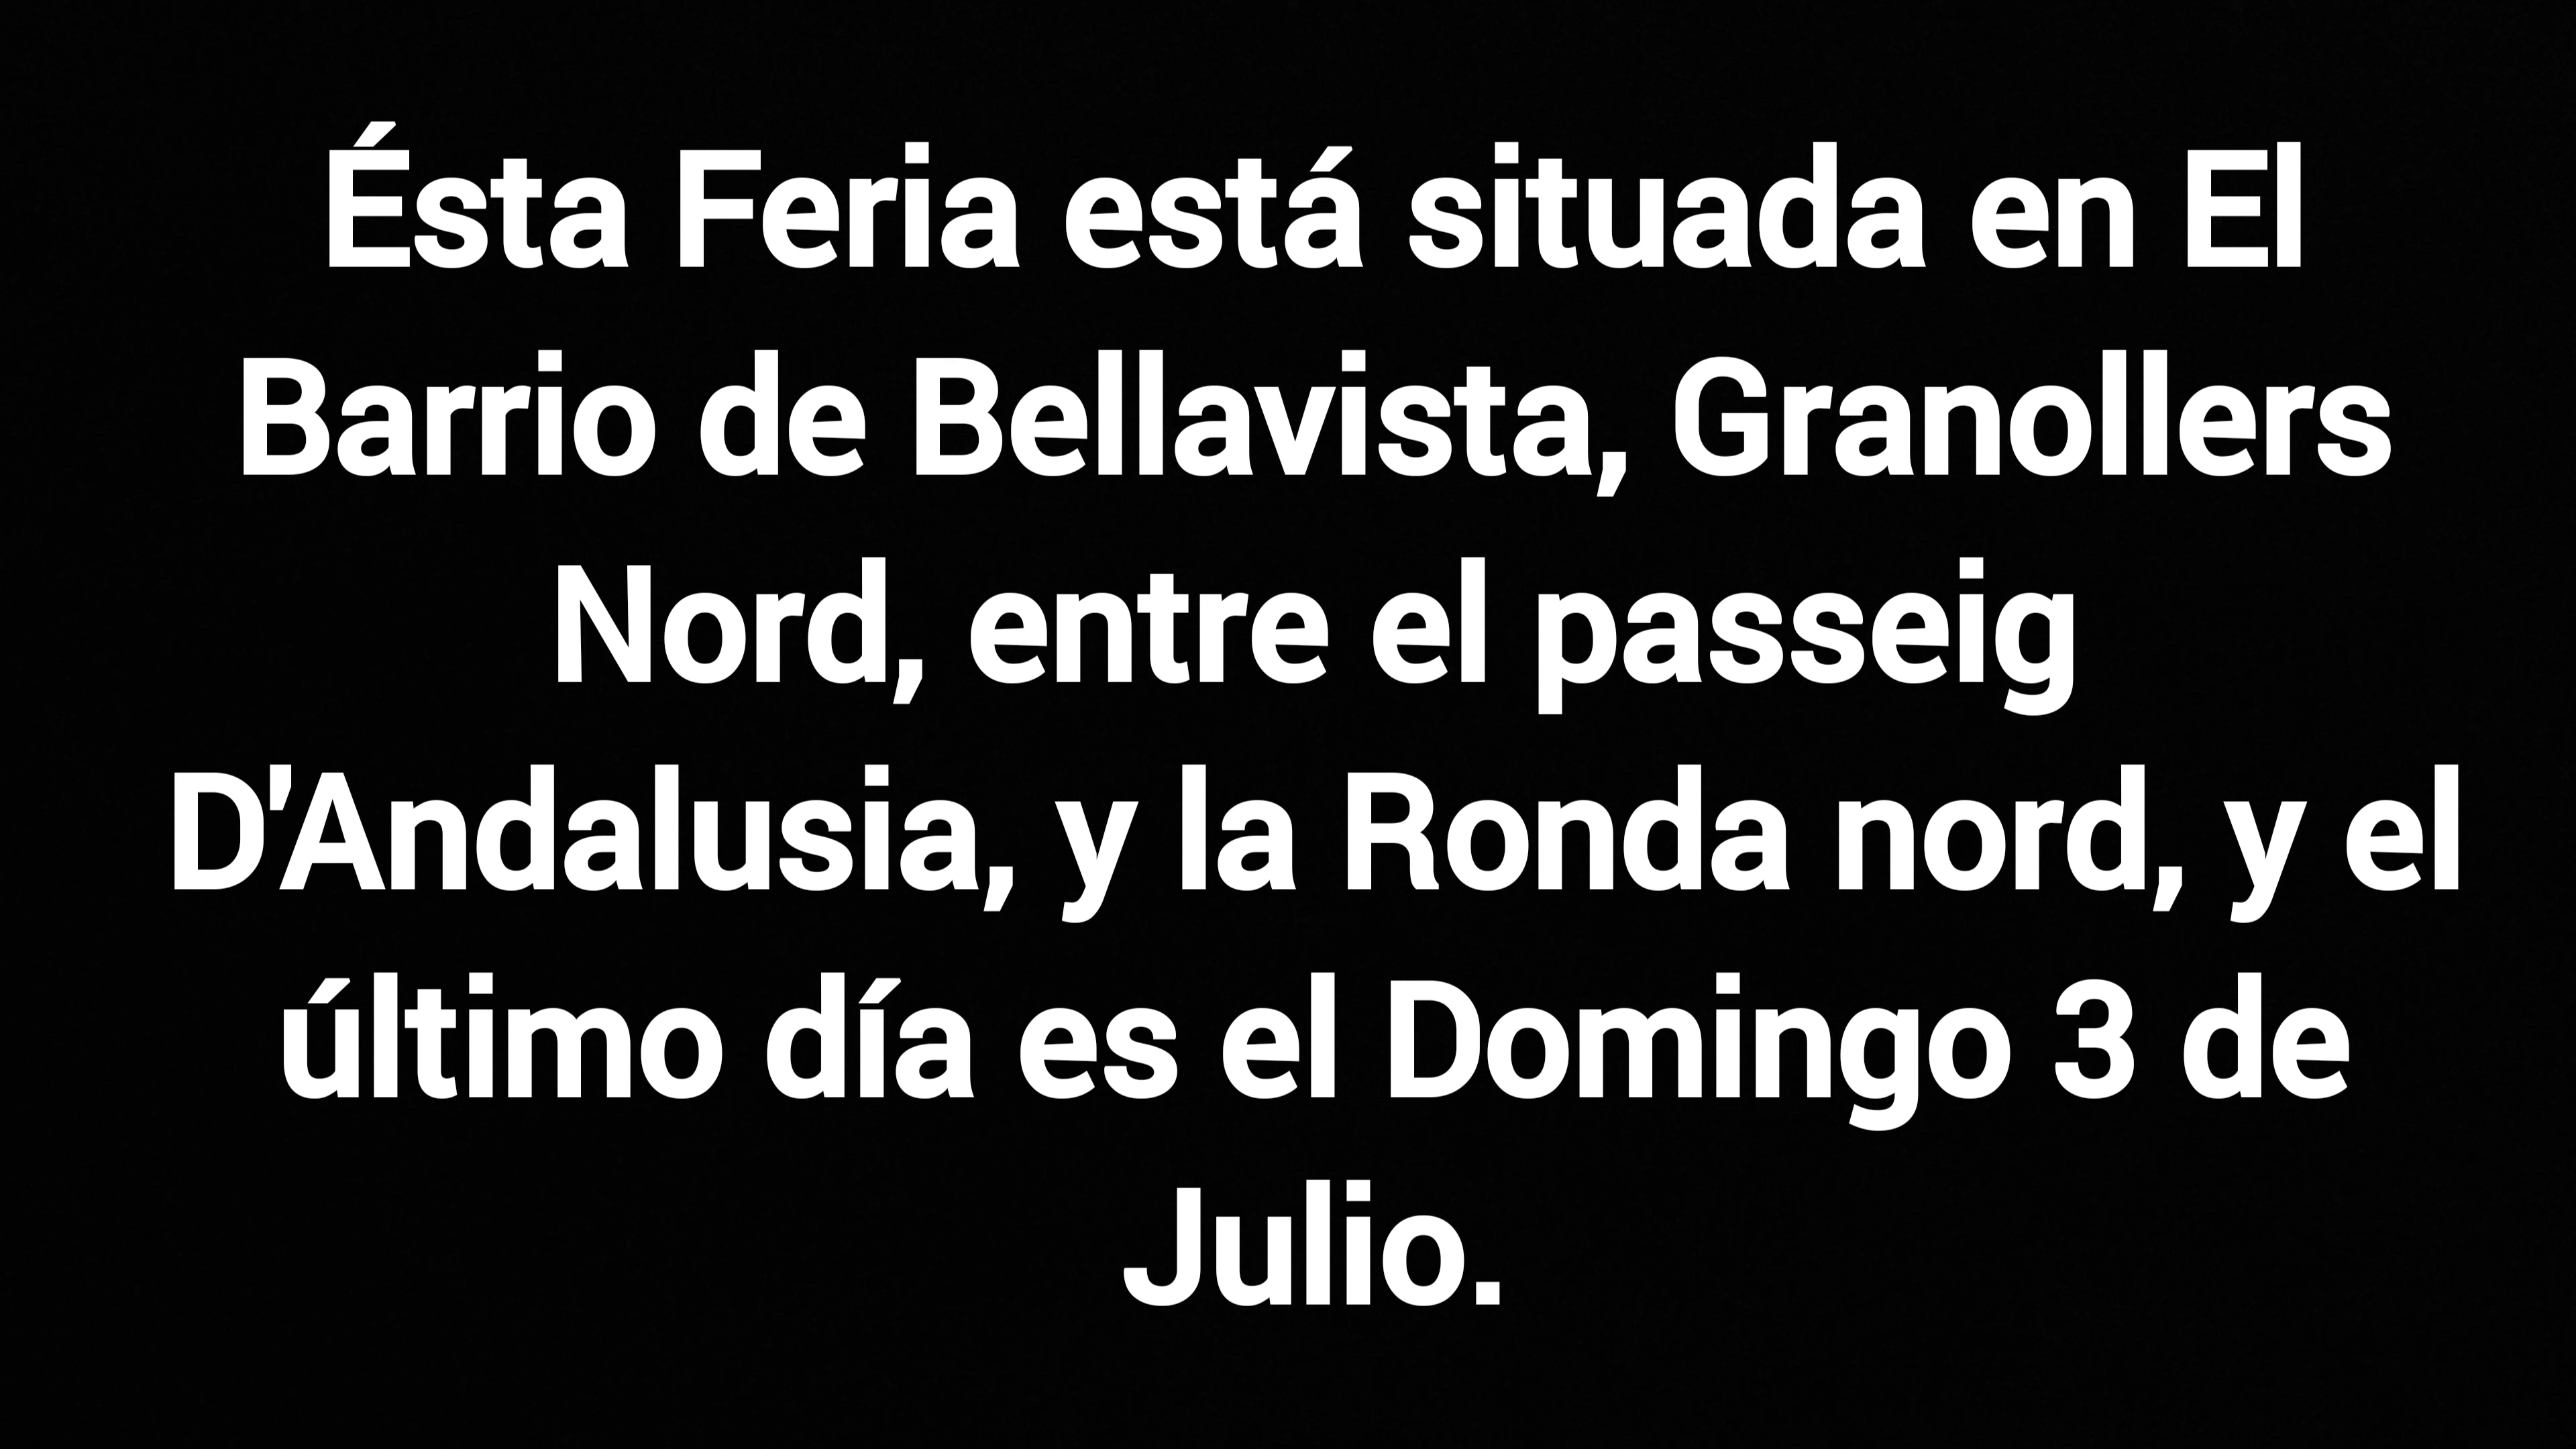 Ésta Feria está situada en El
Barrio de Bellavista, Granollers
Nord, entre el passeig
D'Andalusia, y la Ronda nord, y el
último día es el Domingo 3 de
Julio.